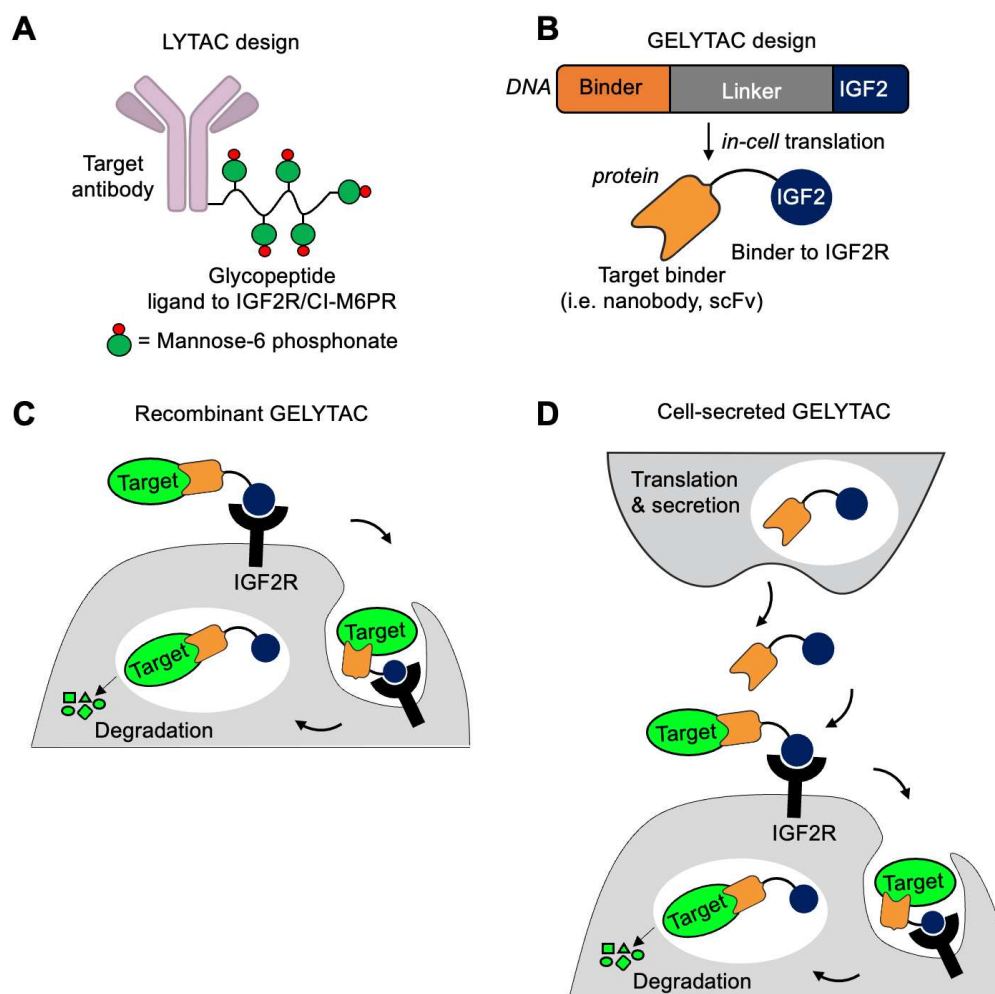 A
LYTAC design
Target
antibody
Glycopeptide
ligand to IGF2R/CI-M6PR
= Mannose-6 phosphonate
B
GELYTAC design
DNA
Binder
Linker
IGF2
in-cell translation
protein
IGF2
Target binder
(i.e. nanobody, scFv)
Binder to IGF2R
C
Recombinant GELYTAC
Target
IGF2R
Target
Target
Degradation
D
Cell-secreted GELYTAC
Translation
& secretion
Target
IGF2R
Target
Target
Degradation